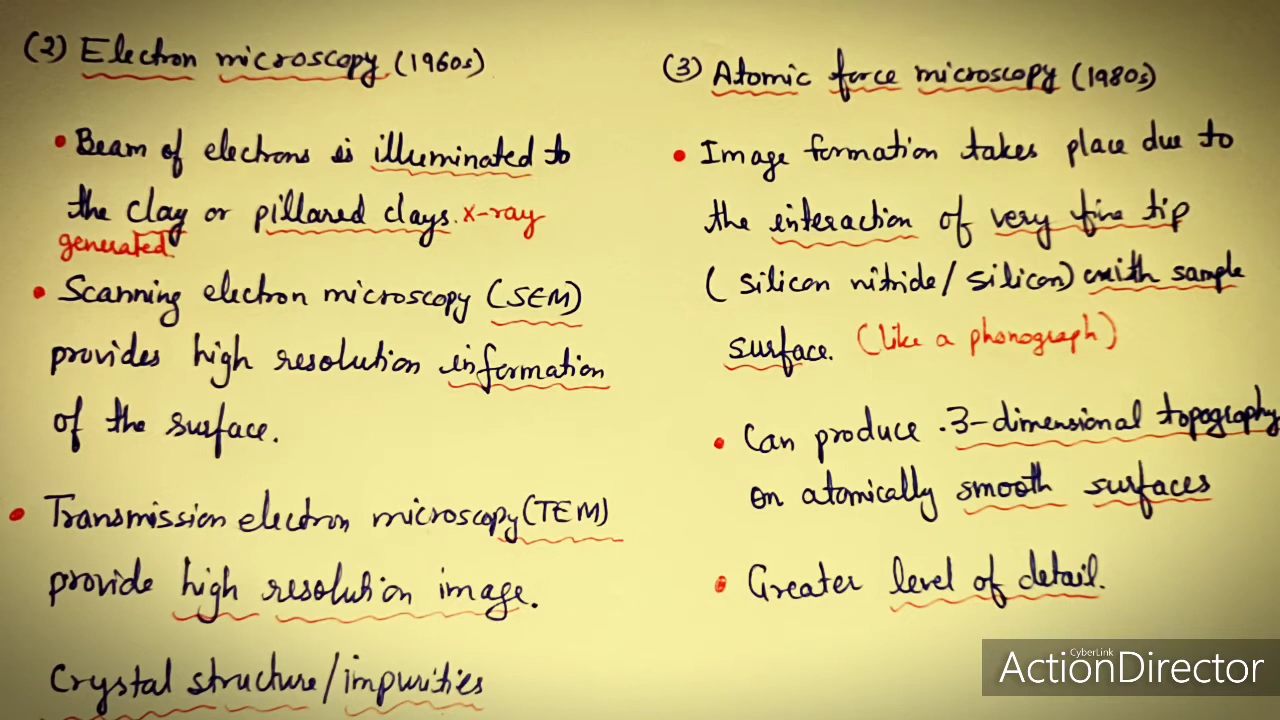 (2) Electron microscopy (1960s)
• Beam of electrons is illuminated to
the clay or pillared clays. x-ray
generated.
• Scanning electron microscopy (SEM)
provides high resolution information
of the surface.
• Transmission electron microscopy (TEM)
provide high resolution image.
Crystal structure/impurities
(3) Atomic force microscopy (1980s)
• Image formation takes place due to
the interaction of very fine tip
(silicon nitride/silicon) with sample
surface. (like a phonograph)
• Can produce 3-dimensional topography
on atomically smooth surfaces
• Greater level of detail.
CyberLink
ActionDirector